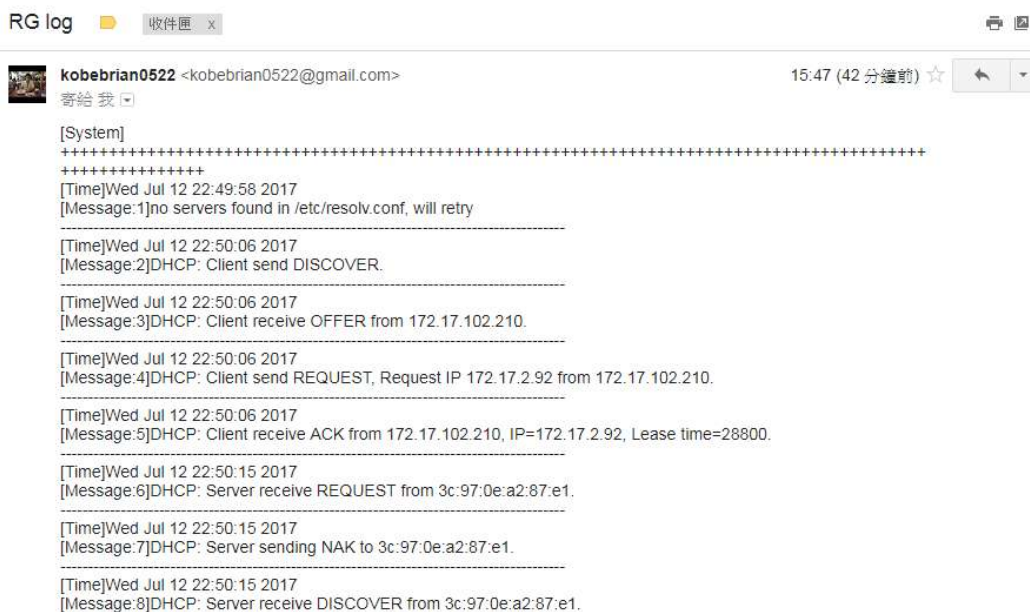 RG log 收件匣 x
kobebrian0522 <kobebrian0522@gmail.com> 15:47 (42 分鐘前)
寄給 我
[System]
++++++++++++++++++++++++++++++++++++++++++++++++++++++++++++++++++++++++++++++++++++++++++
+++++++++++++++
[Time]Wed Jul 12 22:49:58 2017
[Message:1]no servers found in /etc/resolv.conf, will retry
--------------------------------------------------------------------------------------------
[Time]Wed Jul 12 22:50:06 2017
[Message:2]DHCP: Client send DISCOVER.
--------------------------------------------------------------------------------------------
[Time]Wed Jul 12 22:50:06 2017
[Message:3]DHCP: Client receive OFFER from 172.17.102.210.
--------------------------------------------------------------------------------------------
[Time]Wed Jul 12 22:50:06 2017
[Message:4]DHCP: Client send REQUEST, Request IP 172.17.2.92 from 172.17.102.210.
--------------------------------------------------------------------------------------------
[Time]Wed Jul 12 22:50:06 2017
[Message:5]DHCP: Client receive ACK from 172.17.102.210, IP=172.17.2.92, Lease time=28800.
--------------------------------------------------------------------------------------------
[Time]Wed Jul 12 22:50:15 2017
[Message:6]DHCP: Server receive REQUEST from 3c:97:0e:a2:87:e1.
--------------------------------------------------------------------------------------------
[Time]Wed Jul 12 22:50:15 2017
[Message:7]DHCP: Server sending NAK to 3c:97:0e:a2:87:e1.
--------------------------------------------------------------------------------------------
[Time]Wed Jul 12 22:50:15 2017
[Message:8]DHCP: Server receive DISCOVER from 3c:97:0e:a2:87:e1.